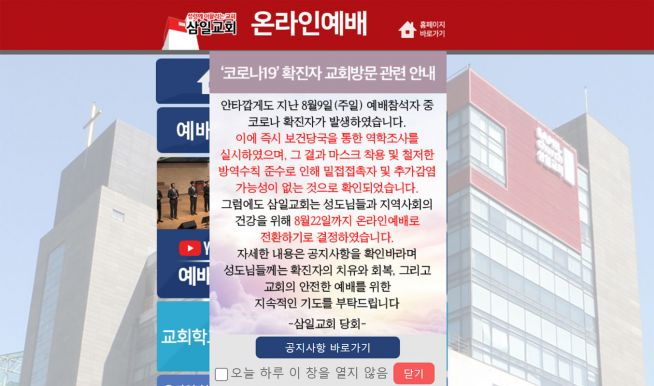 삼일교회
온라인예배
홈페이지
바로가기
'코로나19' 확진자 교회방문 관련 안내
안타깝게도 지난 8월9일(주일) 예배참석자 중
코로나 확진자가 발생하였습니다.
이에 즉시 보건당국을 통한 역학조사를
실시하였으며, 그 결과 마스크 착용 및 철저한
방역수칙 준수로 인해 밀접접촉자 및 추가감염
가능성이 없는 것으로 확인되었습니다.
그럼에도 삼일교회는 성도님들과 지역사회의
건강을 위해 8월22일까지 온라인예배로
전환하기로 결정하였습니다.
자세한 내용은 공지사항을 확인바라며
성도님들께는 확진자의 치유와 회복, 그리고
교회의 안전한 예배를 위한
지속적인 기도를 부탁드립니다
-삼일교회 당회-
공지사항 바로가기
오늘 하루 이 창을 열지 않음
닫기
예배
예배
교회학